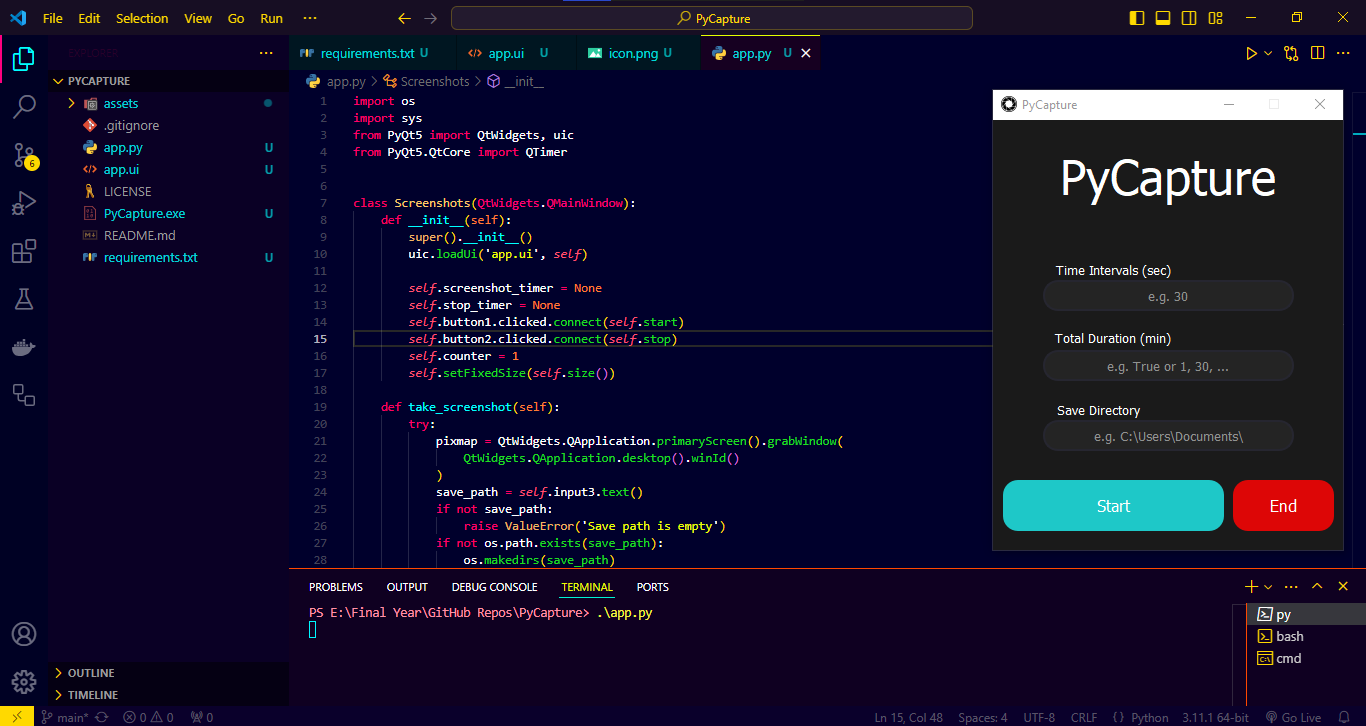 File Edit Selection View Go Run ···
PyCapture
EXPLORER ···
PYCAPTURE
assets
.gitignore
app.py U
app.ui U
LICENSE
PyCapture.exe U
README.md
requirements.txt U
OUTLINE
TIMELINE
6
requirements.txt U app.ui U icon.png U app.py U
app.py > Screenshots > __init__
1 import os
2 import sys
3 from PyQt5 import QtWidgets, uic
4 from PyQt5.QtCore import QTimer
5
6
7 class Screenshots(QtWidgets.QMainWindow):
8 def __init__(self):
9 super().__init__()
10 uic.loadUi('app.ui', self)
11
12 self.screenshot_timer = None
13 self.stop_timer = None
14 self.button1.clicked.connect(self.start)
15 self.button2.clicked.connect(self.stop)
16 self.counter = 1
17 self.setFixedSize(self.size())
18
19 def take_screenshot(self):
20 try:
21 pixmap = QtWidgets.QApplication.primaryScreen().grabWindow(
22 QtWidgets.QApplication.desktop().winId()
23 )
24 save_path = self.input3.text()
25 if not save_path:
26 raise ValueError('Save path is empty')
27 if not os.path.exists(save_path):
28 os.makedirs(save_path)
PyCapture
PyCapture
Time Intervals (sec)
e.g. 30
Total Duration (min)
e.g. True or 1, 30, ...
Save Directory
e.g. C:\Users\Documents\
Start End
PROBLEMS OUTPUT DEBUG CONSOLE TERMINAL PORTS
PS E:\Final Year\GitHub Repos\PyCapture> .\app.py
py
bash
cmd
main* 0 0 0 Ln 15, Col 48 Spaces: 4 UTF-8 CRLF { } Python 3.11.1 64-bit Go Live